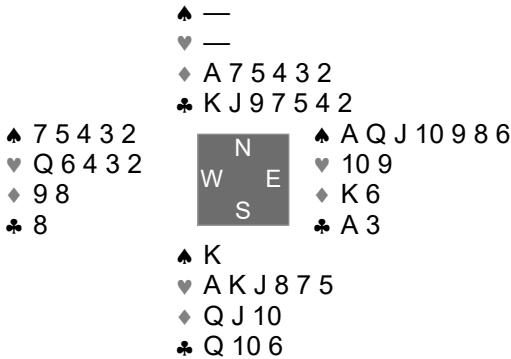 ♠ —
♥ —
♦ A 7 5 4 3 2
♣ K J 9 7 5 4 2
♠ 7 5 4 3 2
♥ Q 6 4 3 2
♦ 9 8
♣ 8
N
W E
S
♠ A Q J 10 9 8 6
♥ 10 9
♦ K 6
♣ A 3
♠ K
♥ A K J 8 7 5
♦ Q J 10
♣ Q 10 6